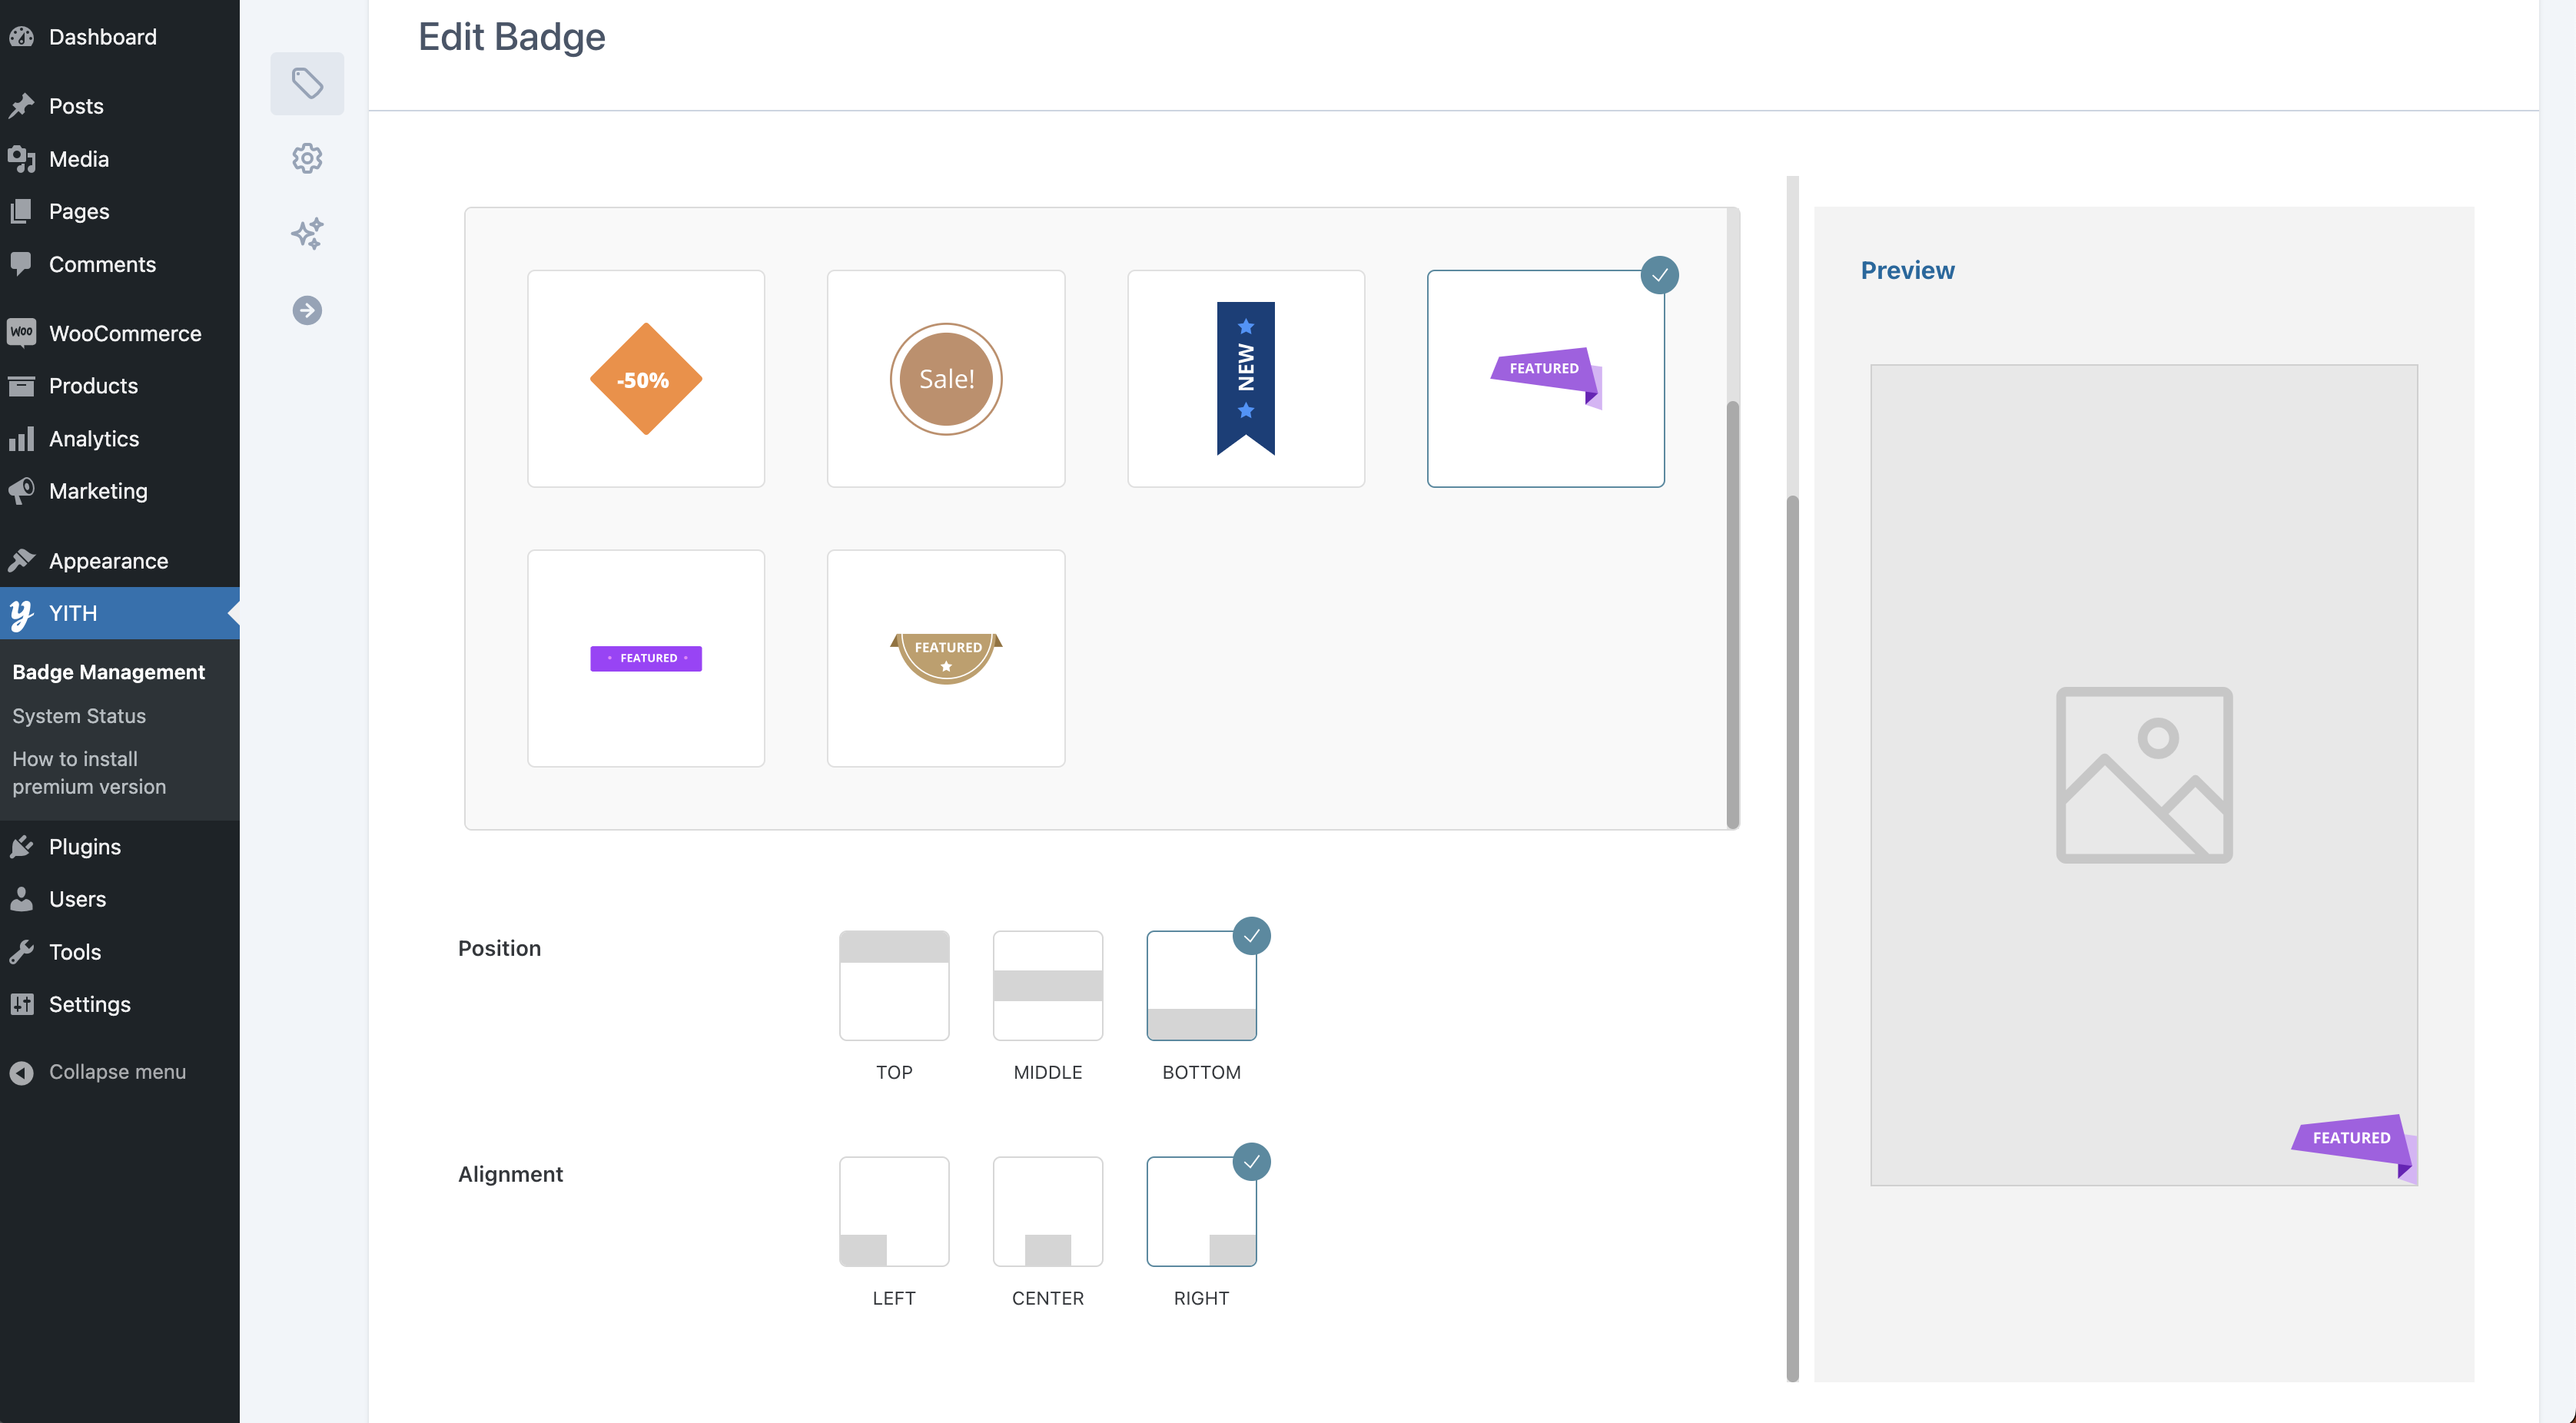 Dashboard
Posts
Media
Pages
Comments
Woo WooCommerce
Products
Analytics
Marketing
Appearance
y YITH
Badge Management
System Status
How to install
premium version
Plugins
Users
Tools
Settings
Collapse menu
Edit Badge
-50%
Sale!
NEW
FEATURED
FEATURED
FEATURED
Position
TOP
MIDDLE
BOTTOM
Alignment
LEFT
CENTER
RIGHT
Preview
FEATURED